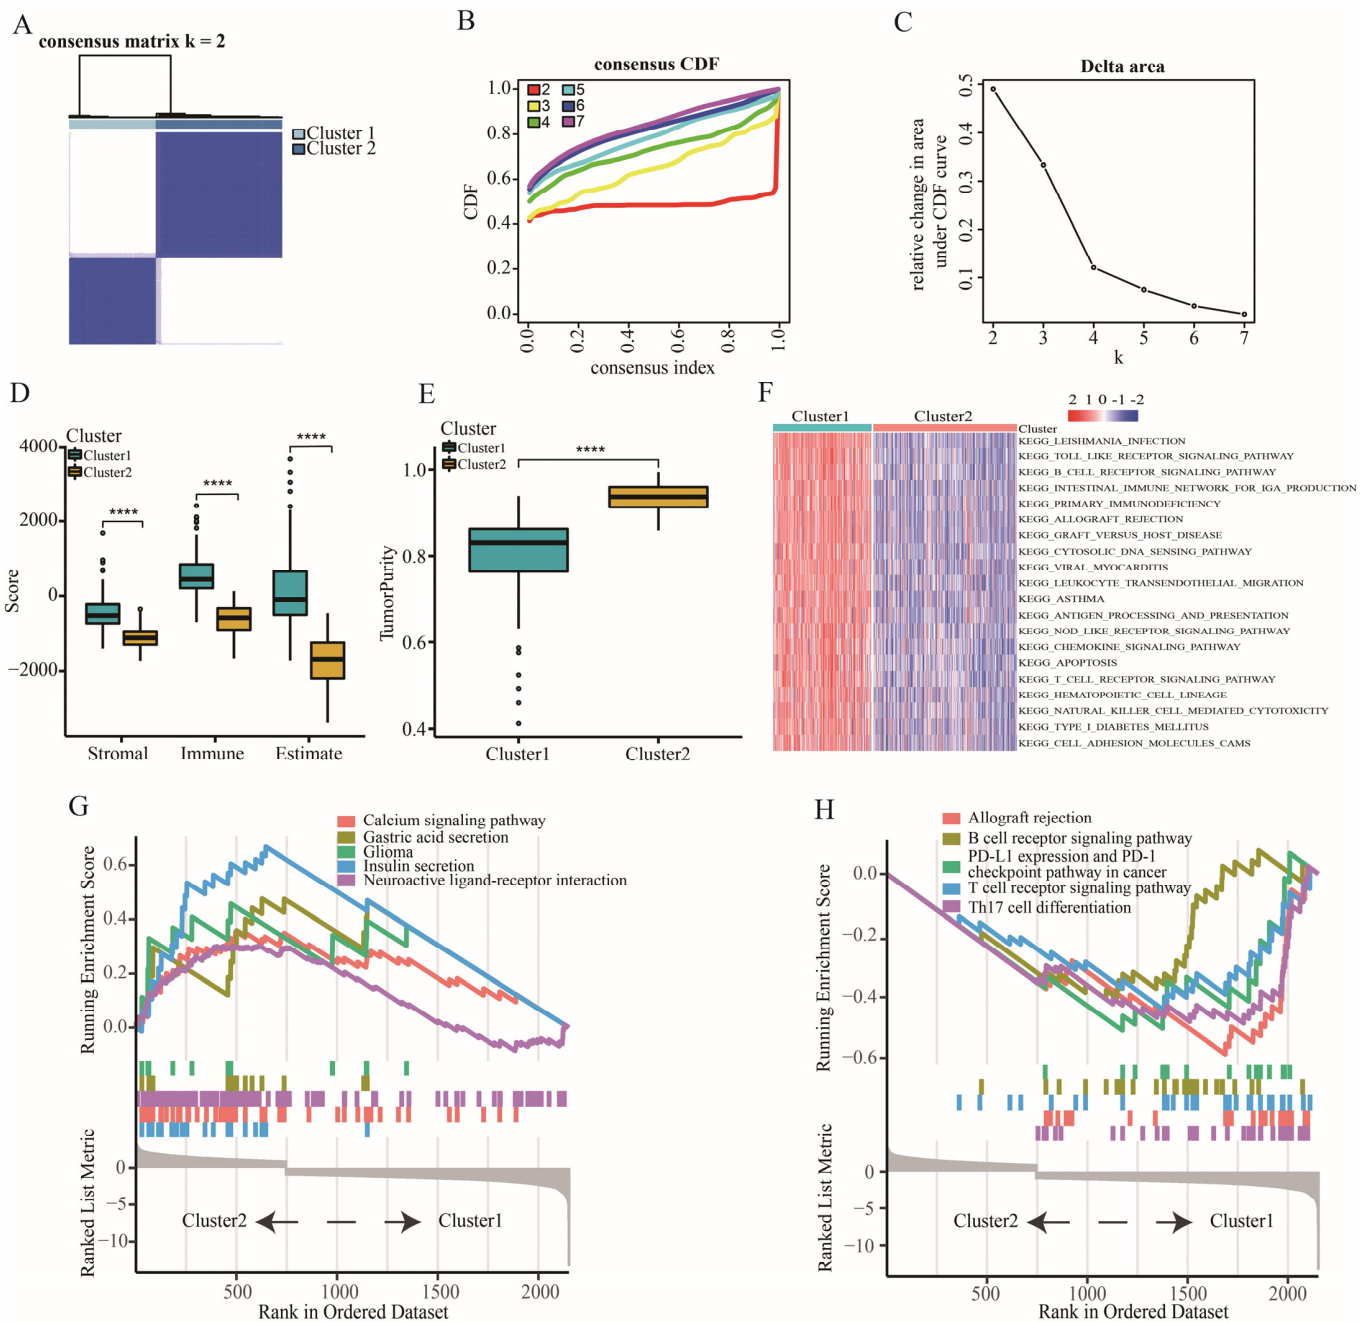 A
consensus matrix k = 2
Cluster 1
Cluster 2
B
consensus CDF
2
5
3
6
4
7
CDF
1.0
0.8
0.6
0.4
0.2
0.0
0.0
0.2
0.4
0.6
0.8
1.0
consensus index
C
Delta area
relative change in area
under CDF curve
0.5
0.4
0.3
0.2
0.1
2
3
4
5
6
7
k
D
Cluster
Cluster1
Cluster2
Score
4000
2000
0
−2000
****
****
****
Stromal
Immune
Estimate
E
Cluster
Cluster1
Cluster2
****
TumorPurity
1.0
0.8
0.6
0.4
Cluster1
Cluster2
F
2 1 0 -1 -2
Cluster1
Cluster2
Cluster
KEGG_LEISHMANIA_INFECTION
KEGG_TOLL_LIKE_RECEPTOR_SIGNALING_PATHWAY
KEGG_B_CELL_RECEPTOR_SIGNALING_PATHWAY
KEGG_INTESTINAL_IMMUNE_NETWORK_FOR_IGA_PRODUCTION
KEGG_PRIMARY_IMMUNODEFICIENCY
KEGG_ALLOGRAFT_REJECTION
KEGG_GRAFT_VERSUS_HOST_DISEASE
KEGG_CYTOSOLIC_DNA_SENSING_PATHWAY
KEGG_VIRAL_MYOCARDITIS
KEGG_LEUKOCYTE_TRANSENDOTHELIAL_MIGRATION
KEGG_ASTHMA
KEGG_ANTIGEN_PROCESSING_AND_PRESENTATION
KEGG_NOD_LIKE_RECEPTOR_SIGNALING_PATHWAY
KEGG_CHEMOKINE_SIGNALING_PATHWAY
KEGG_APOPTOSIS
KEGG_T_CELL_RECEPTOR_SIGNALING_PATHWAY
KEGG_HEMATOPOIETIC_CELL_LINEAGE
KEGG_NATURAL_KILLER_CELL_MEDIATED_CYTOTOXICITY
KEGG_TYPE_I_DIABETES_MELLITUS
KEGG_CELL_ADHESION_MOLECULES_CAMS
G
Calcium signaling pathway
Gastric acid secretion
Glioma
Insulin secretion
Neuroactive ligand-receptor interaction
Running Enrichment Score
0.6
0.4
0.2
0.0
Ranked List Metric
0
−5
−10
Cluster2
Cluster1
500
1000
1500
2000
Rank in Ordered Dataset
H
Allograft rejection
B cell receptor signaling pathway
PD-L1 expression and PD-1
checkpoint pathway in cancer
T cell receptor signaling pathway
Th17 cell differentiation
Running Enrichment Score
0.0
−0.2
−0.4
−0.6
Ranked List Metric
0
−5
−10
Cluster2
Cluster1
500
1000
1500
2000
Rank in Ordered Dataset